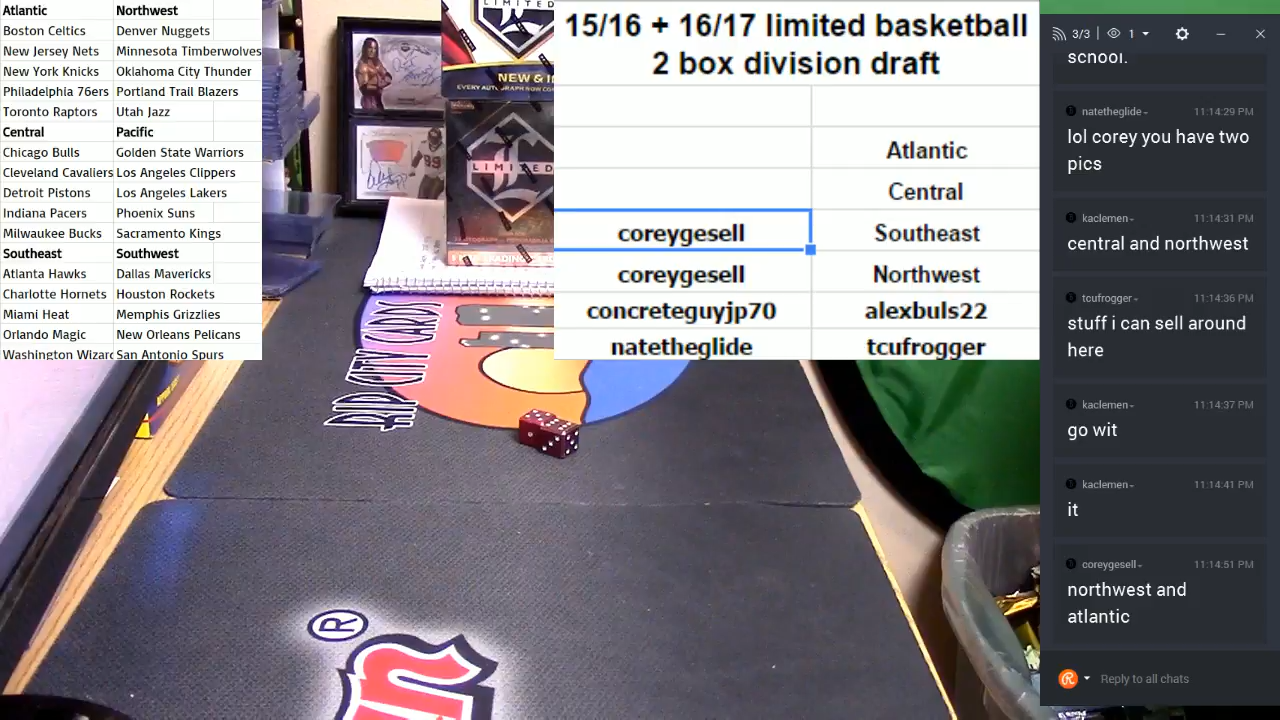 Atlantic Northwest
Boston Celtics Denver Nuggets
New Jersey Nets Minnesota Timberwolves
New York Knicks Oklahoma City Thunder
Philadelphia 76ers Portland Trail Blazers
Toronto Raptors Utah Jazz
Central Pacific
Chicago Bulls Golden State Warriors
Cleveland Cavaliers Los Angeles Clippers
Detroit Pistons Los Angeles Lakers
Indiana Pacers Phoenix Suns
Milwaukee Bucks Sacramento Kings
Southeast Southwest
Atlanta Hawks Dallas Mavericks
Charlotte Hornets Houston Rockets
Miami Heat Memphis Grizzlies
Orlando Magic New Orleans Pelicans
Washington Wizard San Antonio Spurs
LIMITED
NEW & IN
LIMITED
15/16 + 16/17 limited basketball
2 box division draft
Atlantic
Central
coreygesell Southeast
coreygesell Northwest
concreteguyjp70 alexbuls22
natetheglide tcufrogger
RIP CITY CARDS
®
3/3 1
school.
natetheglide 11:14:29 PM
lol corey you have two
pics
kaclemen 11:14:31 PM
central and northwest
tcufrogger 11:14:36 PM
stuff i can sell around
here
kaclemen 11:14:37 PM
go wit
kaclemen 11:14:41 PM
it
coreygesell 11:14:51 PM
northwest and
atlantic
Reply to all chats